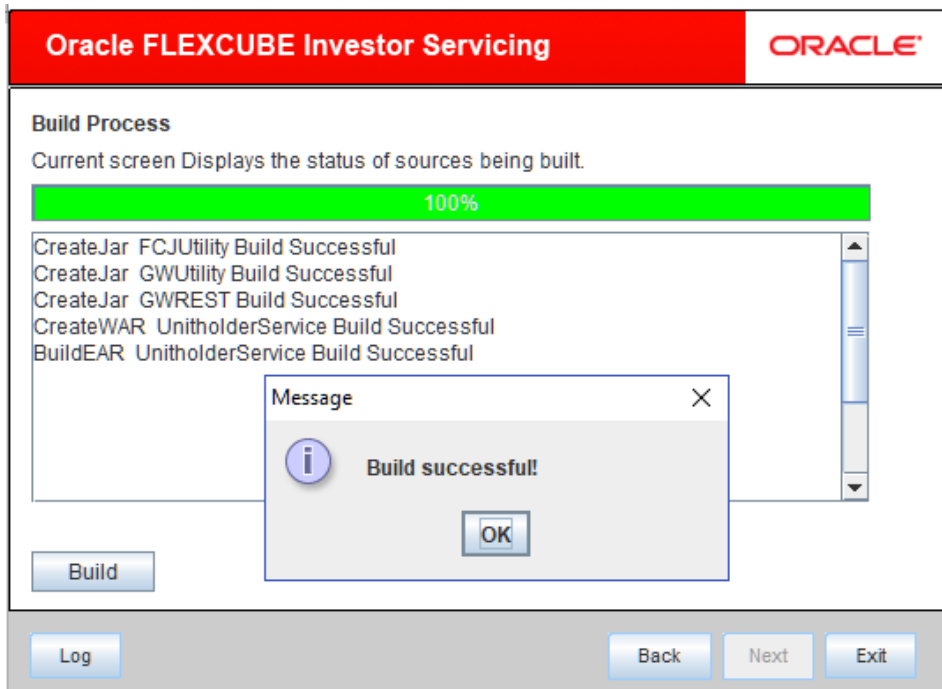 Oracle FLEXCUBE Investor Servicing
ORACLE
Build Process
Current screen Displays the status of sources being built.
100%
CreateJar FCJUtility Build Successful
CreateJar GWUtility Build Successful
CreateJar GWREST Build Successful
CreateWAR UnitholderService Build Successful
BuildEAR UnitholderService Build Successful
Message
Build successful!
OK
Build
Log
Back
Next
Exit